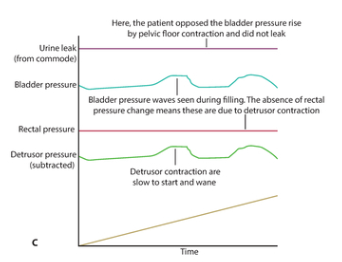 Here, the patient opposed the bladder pressure rise
by pelvic floor contraction and did not leak
Urine leak
(from commode)
Bladder pressure
Bladder pressure waves seen during filling. The absence of rectal
pressure change means these are due to detrusor contraction
Rectal pressure
Detrusor pressure
(subtracted)
Detrusor contraction are
slow to start and wane
C
Time